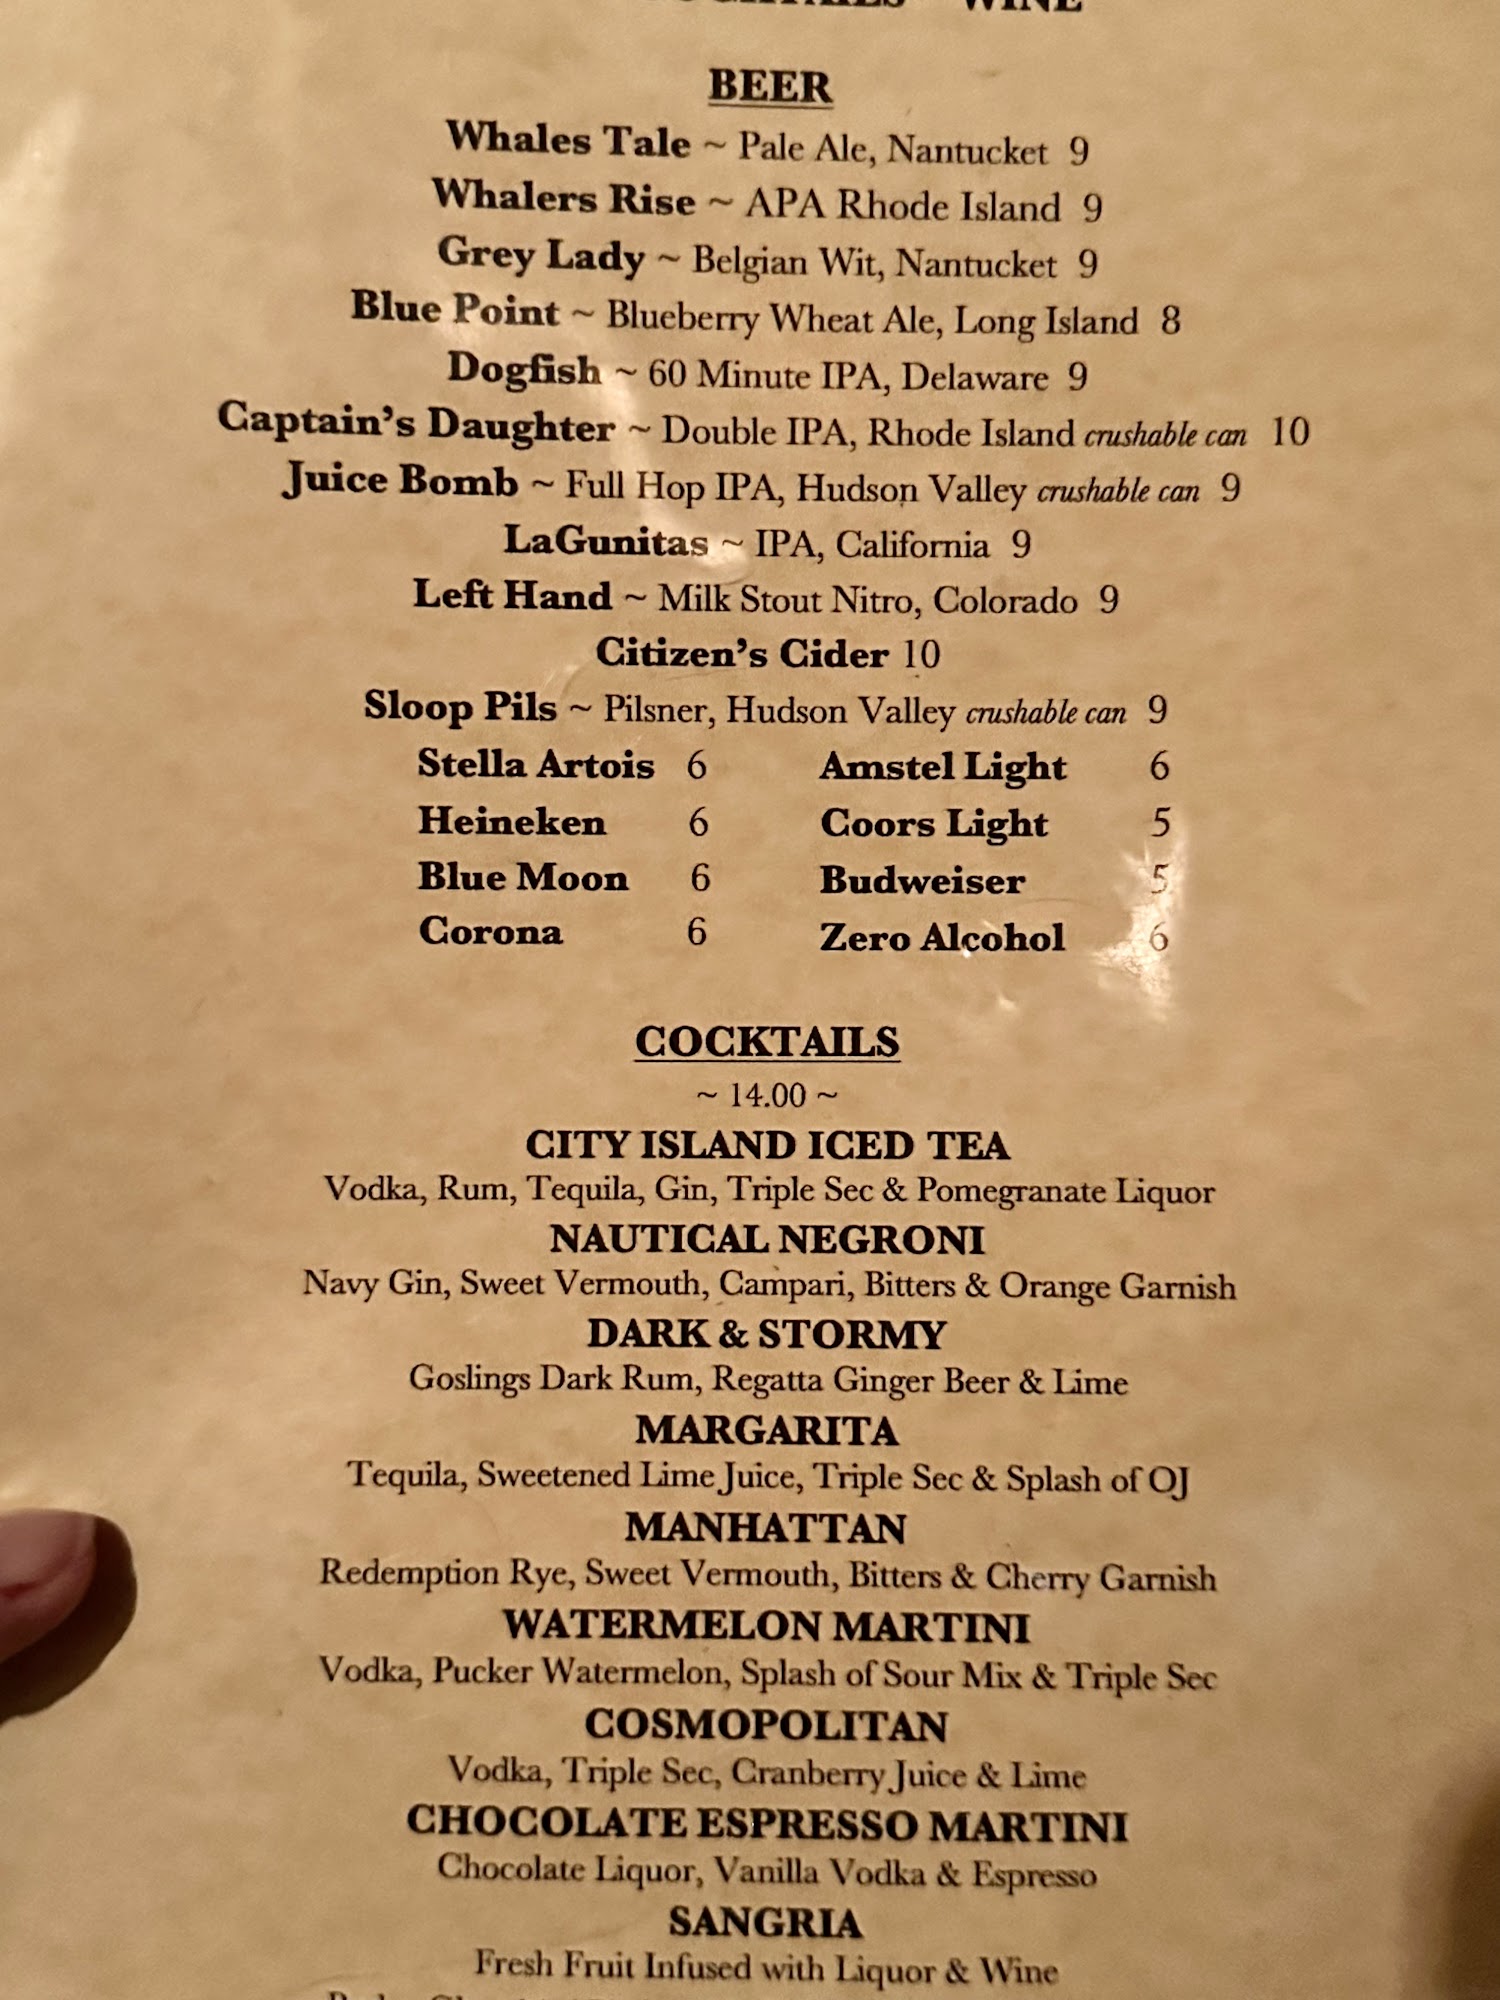 COCKTAILS WINE
BEER
Whales Tale ~ Pale Ale, Nantucket 9
Whalers Rise ~ APA Rhode Island 9
Grey Lady ~ Belgian Wit, Nantucket 9
Blue Point ~ Blueberry Wheat Ale, Long Island 8
Dogfish ~ 60 Minute IPA, Delaware 9
Captain's Daughter ~ Double IPA, Rhode Island crushable can 10
Juice Bomb ~ Full Hop IPA, Hudson Valley crushable can 9
LaGunitas ~ IPA, California 9
Left Hand ~ Milk Stout Nitro, Colorado 9
Citizen's Cider 10
Sloop Pils ~ Pilsner, Hudson Valley crushable can 9
Stella Artois 6 Amstel Light 6
Heineken 6 Coors Light 5
Blue Moon 6 Budweiser 5
Corona 6 Zero Alcohol 6
COCKTAILS
~ 14.00 ~
CITY ISLAND ICED TEA
Vodka, Rum, Tequila, Gin, Triple Sec & Pomegranate Liquor
NAUTICAL NEGRONI
Navy Gin, Sweet Vermouth, Campari, Bitters & Orange Garnish
DARK & STORMY
Goslings Dark Rum, Regatta Ginger Beer & Lime
MARGARITA
Tequila, Sweetened Lime Juice, Triple Sec & Splash of OJ
MANHATTAN
Redemption Rye, Sweet Vermouth, Bitters & Cherry Garnish
WATERMELON MARTINI
Vodka, Pucker Watermelon, Splash of Sour Mix & Triple Sec
COSMOPOLITAN
Vodka, Triple Sec, Cranberry Juice & Lime
CHOCOLATE ESPRESSO MARTINI
Chocolate Liquor, Vanilla Vodka & Espresso
SANGRIA
Fresh Fruit Infused with Liquor & Wine